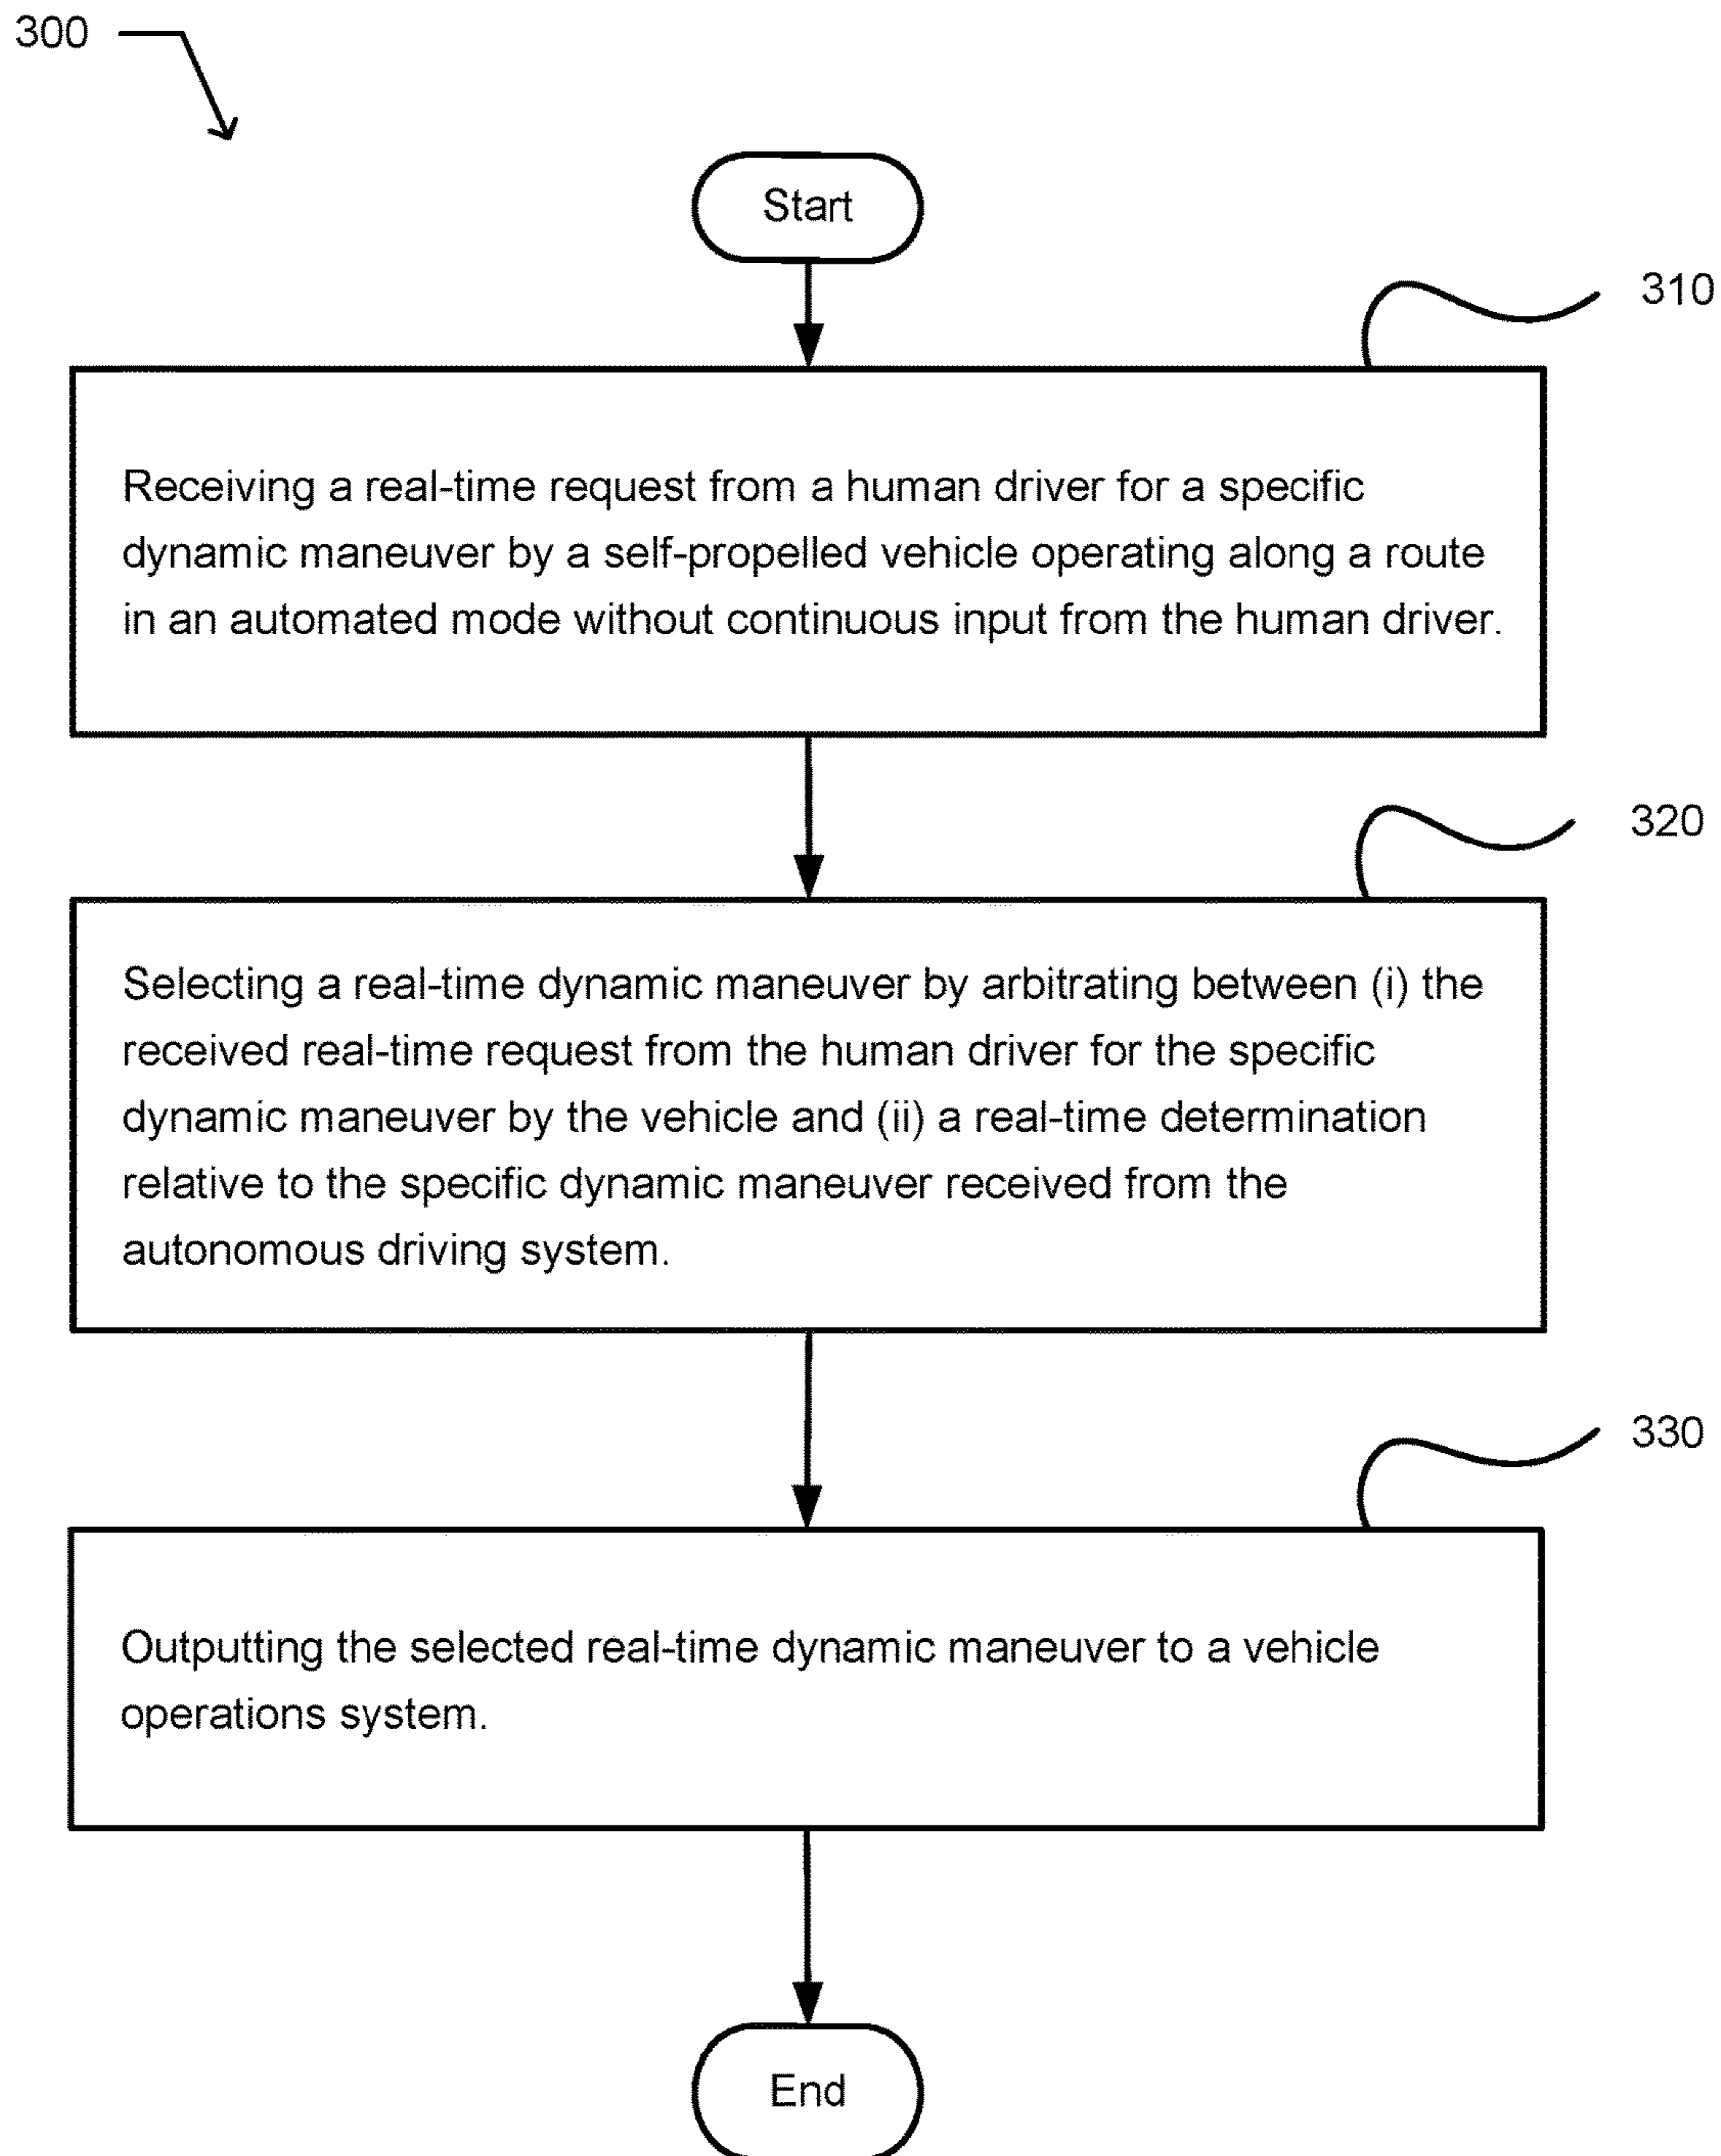 300
Start
310
Receiving a real-time request from a human driver for a specific
dynamic maneuver by a self-propelled vehicle operating along a route
in an automated mode without continuous input from the human driver.
320
Selecting a real-time dynamic maneuver by arbitrating between (i) the
received real-time request from the human driver for the specific
dynamic maneuver by the vehicle and (ii) a real-time determination
relative to the specific dynamic maneuver received from the
autonomous driving system.
330
Outputting the selected real-time dynamic maneuver to a vehicle
operations system.
End